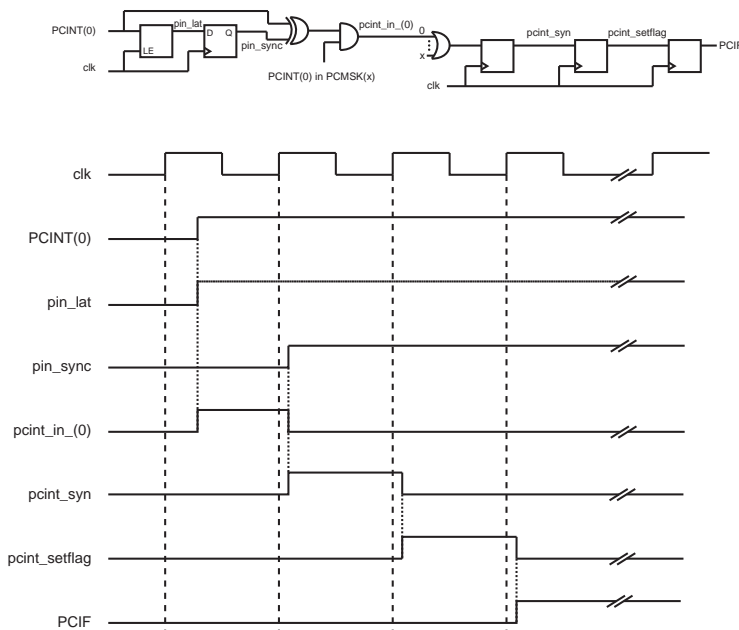 PCINT(0)
pin_lat
LE
D Q
pin_sync
clk
PCINT(0) in PCMSK(x)
pcint_in_(0)
0
x
clk
pcint_syn
pcint_setflag
PCIF
clk
PCINT(0)
pin_lat
pin_sync
pcint_in_(0)
pcint_syn
pcint_setflag
PCIF